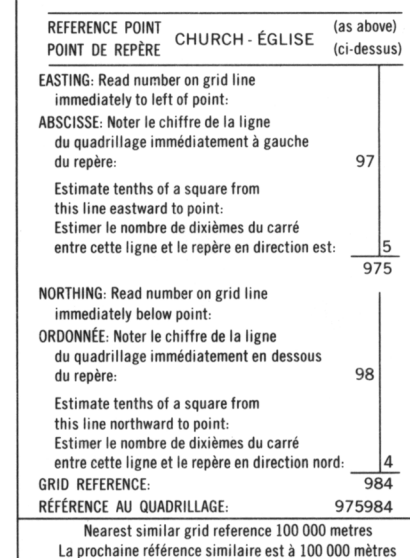 REFERENCE POINT CHURCH - ÉGLISE (as above)
POINT DE REPÈRE (ci-dessus)
EASTING: Read number on grid line
immediately to left of point:
ABSCISSE: Noter le chiffre de la ligne
du quadrillage immédiatement à gauche
du repère: 97
Estimate tenths of a square from
this line eastward to point:
Estimer le nombre de dixièmes du carré
entre cette ligne et le repère en direction est: 5
975
NORTHING: Read number on grid line
immediately below point:
ORDONNÉE: Noter le chiffre de la ligne
du quadrillage immédiatement en dessous
du repère: 98
Estimate tenths of a square from
this line northward to point:
Estimer le nombre de dixièmes du carré
entre cette ligne et le repère en direction nord: 4
GRID REFERENCE: 984
RÉFÉRENCE AU QUADRILLAGE: 975984
Nearest similar grid reference 100 000 metres
La prochaine référence similaire est à 100 000 mètres